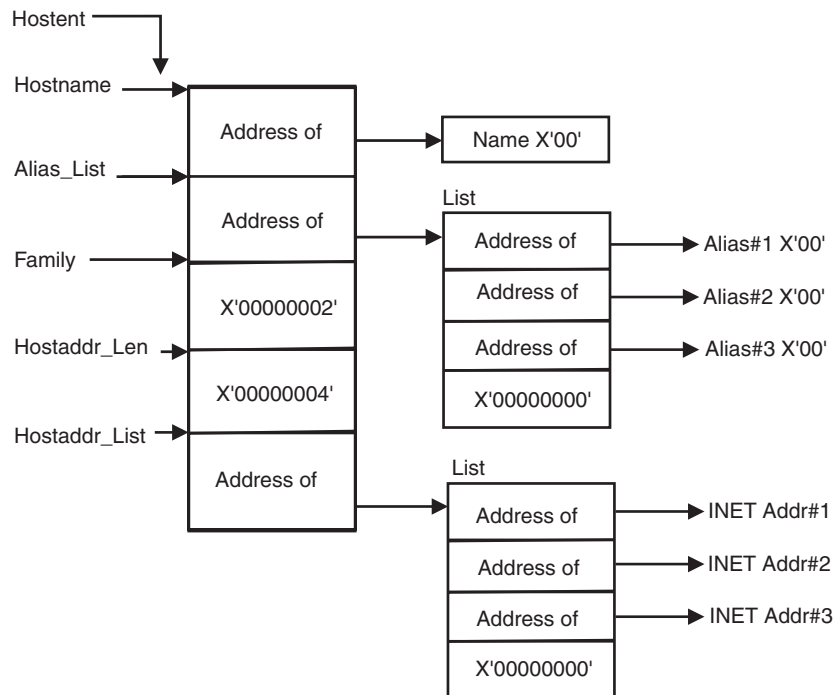 Hostent
Hostname
Address of
Name X'00'
Alias_List
List
Address of
Address of
Alias#1 X'00'
Family
Address of
Alias#2 X'00'
X'00000002'
Address of
Alias#3 X'00'
Hostaddr_Len
X'00000004'
X'00000000'
Hostaddr_List
List
Address of
Address of
INET Addr#1
Address of
INET Addr#2
Address of
INET Addr#3
X'00000000'